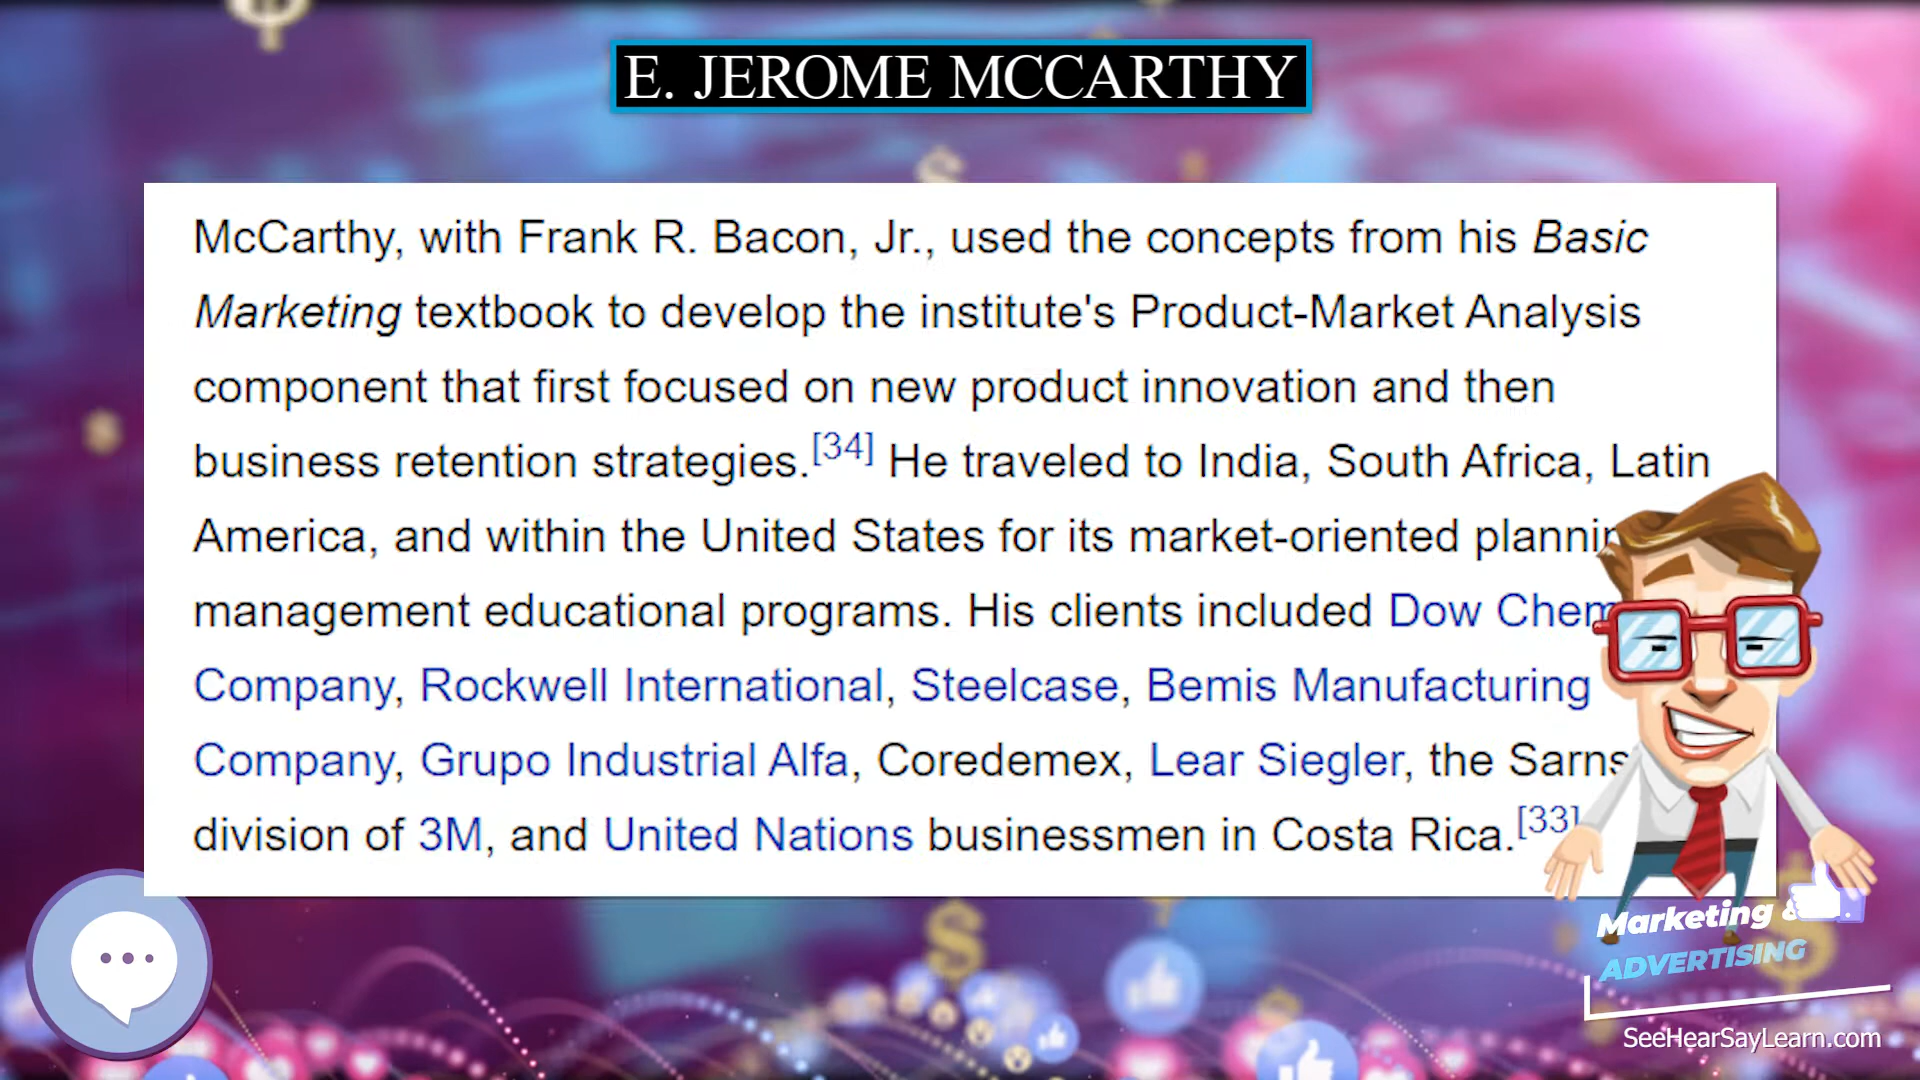 E. JEROME MCCARTHY
McCarthy, with Frank R. Bacon, Jr., used the concepts from his Basic
Marketing textbook to develop the institute's Product-Market Analysis
component that first focused on new product innovation and then
business retention strategies.[34] He traveled to India, South Africa, Latin
America, and within the United States for its market-oriented
management educational programs. His clients included Dow
Company, Rockwell International, Steelcase, Bemis Manufacturing
Company, Grupo Industrial Alfa, Coredemex, Lear Siegler, the Sarns
division of 3M, and United Nations businessmen in Costa Rica.[33]
Marketing &
ADVERTISING
SeeHearSayLearn.com